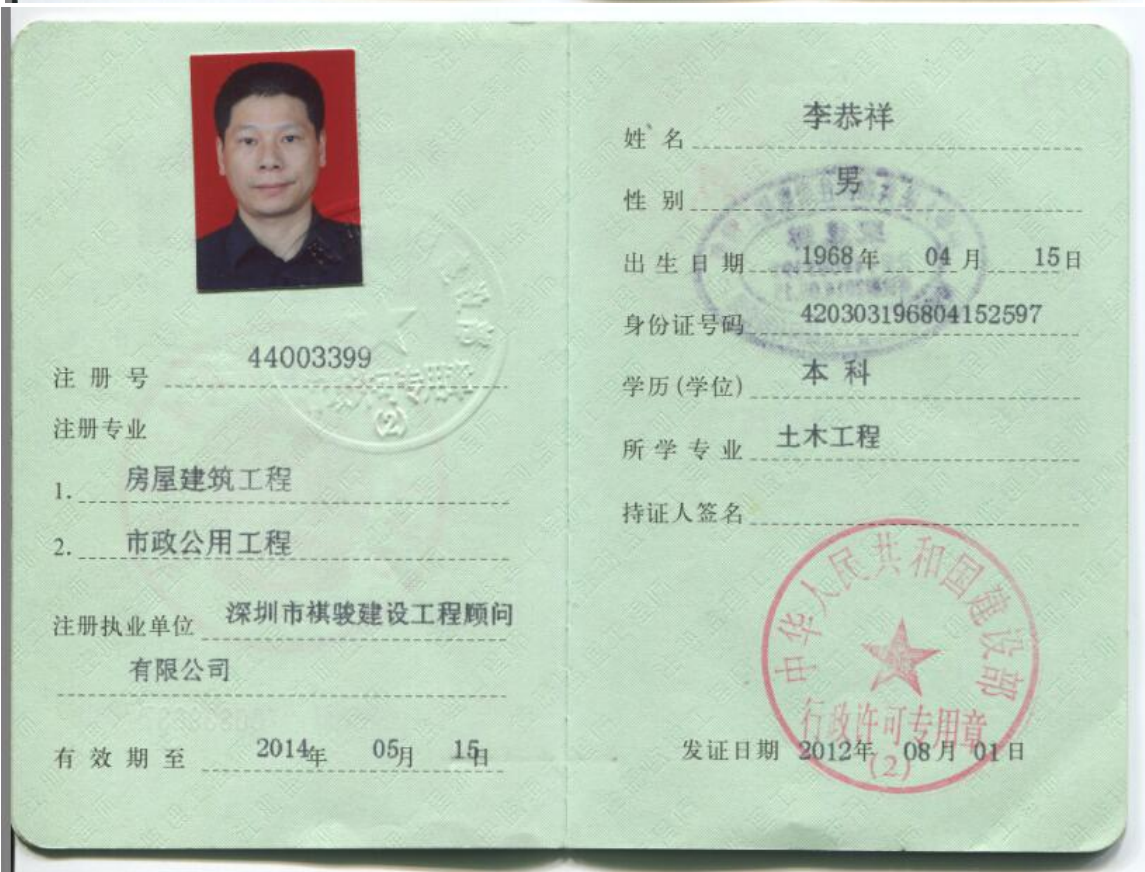 注册号 44003399
注册专业
1. 房屋建筑工程
2. 市政公用工程
注册执业单位 深圳市祺骏建设工程顾问
有限公司
有效期至 2014年 05月 15日
姓名 李恭祥
性别 男
出生日期 1968年 04月 15日
身份证号码 420303196804152597
学历(学位) 本科
所学专业 土木工程
持证人签名
中华人民共和国建设部
行政许可专用章
(2)
发证日期 2012年 08月 01日
(2)